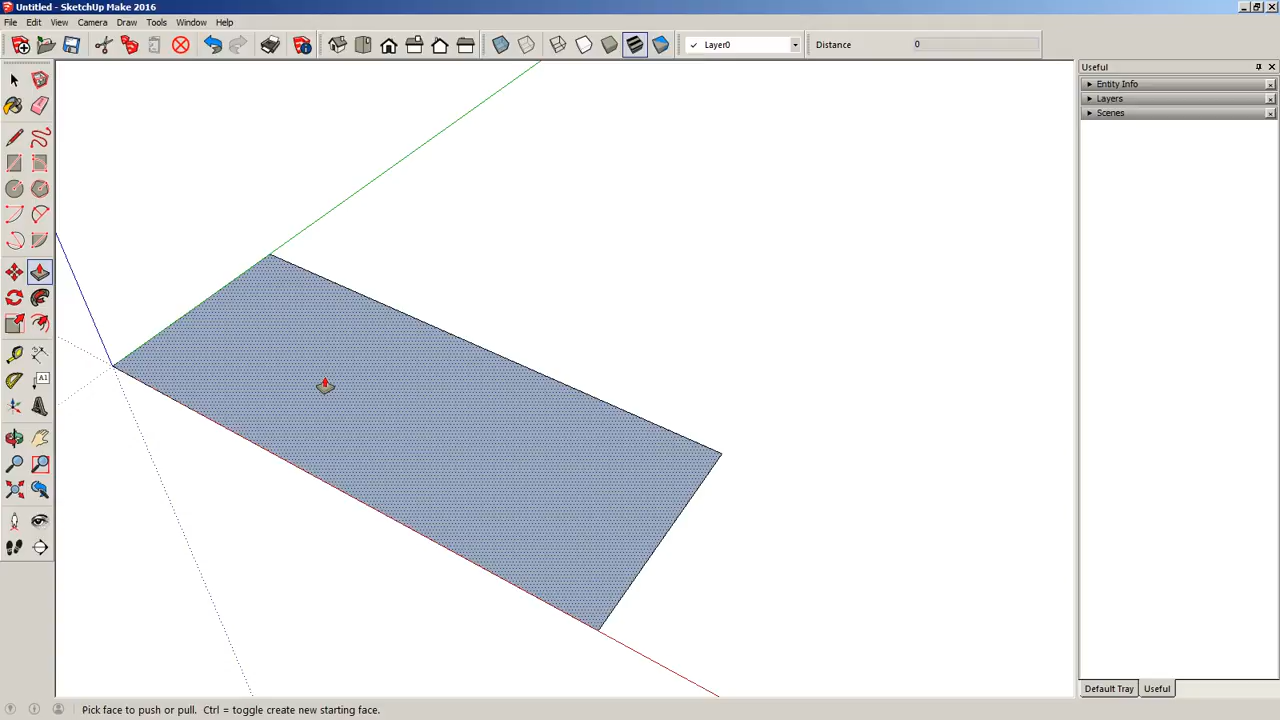 Untitled - SketchUp Make 2016
File Edit View Camera Draw Tools Window Help
Layer0
Distance 0
Useful
Entity Info
Layers
Scenes
A1
Default Tray Useful
Pick face to push or pull. Ctrl = toggle create new starting face.